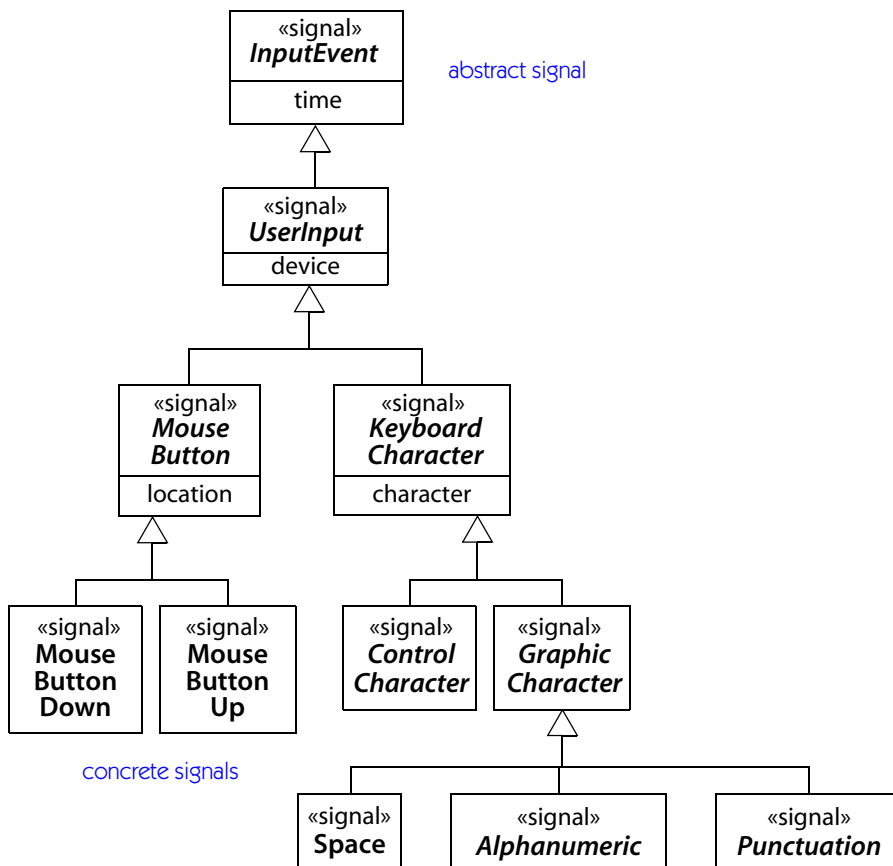 «signal»
InputEvent
abstract signal
time
«signal»
UserInput
device
«signal»
Mouse
Button
location
«signal»
Keyboard
Character
character
«signal»
Mouse
Button
Down
«signal»
Mouse
Button
Up
«signal»
Control
Character
«signal»
Graphic
Character
concrete signals
«signal»
Space
«signal»
Alphanumeric
«signal»
Punctuation